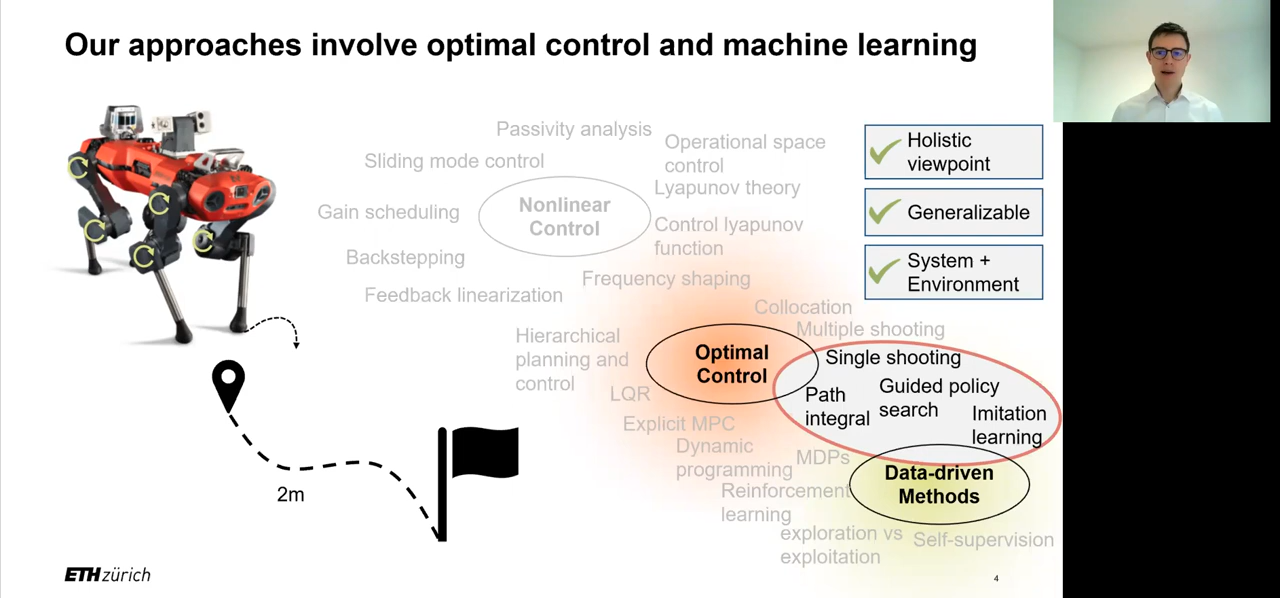 Our approaches involve optimal control and machine learning
Passivity analysis
Operational space
control
Sliding mode control
Lyapunov theory
Nonlinear
Control
Gain scheduling
Control lyapunov
function
Backstepping
Frequency shaping
Feedback linearization
Holistic
viewpoint
Generalizable
System +
Environment
Collocation
Multiple shooting
Hierarchical
planning and
control
Optimal
Control
Single shooting
Path
integral
Guided policy
search
Imitation
learning
LQR
Explicit MPC
Dynamic
programming
MDPs
Data-driven
Methods
Reinforcement
learning
exploration vs
exploitation
Self-supervision
2m
ETH zürich
4